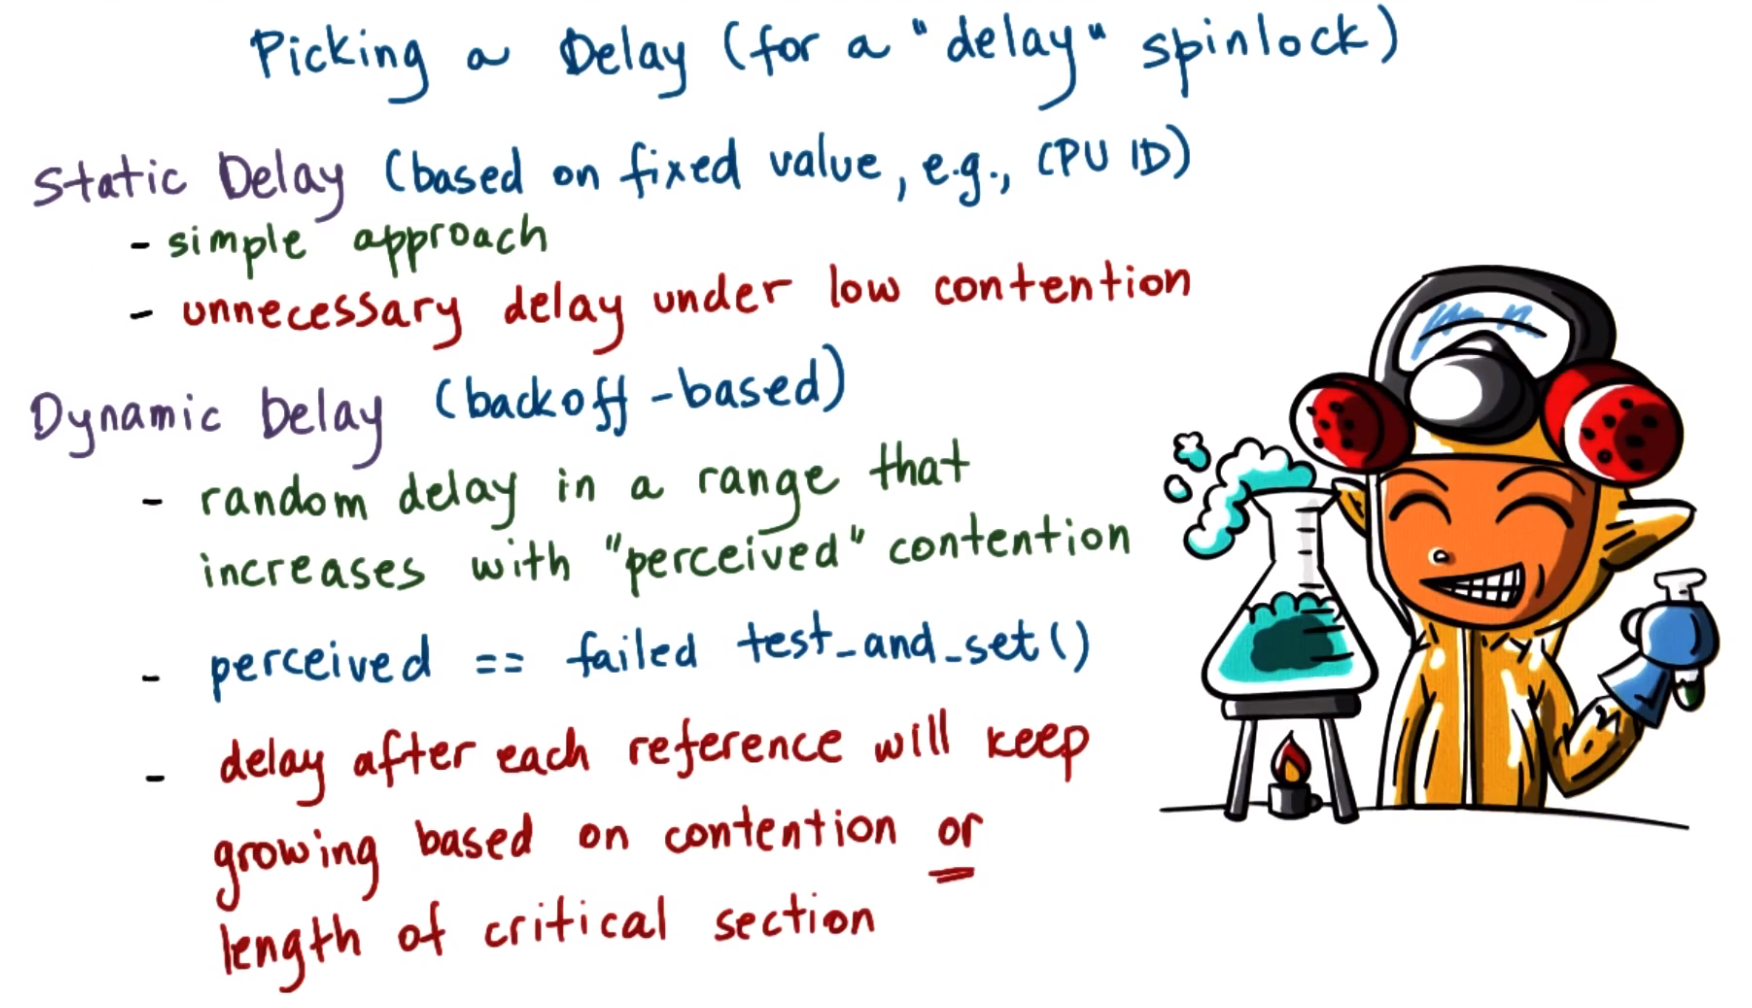 Picking a Delay (for a "delay" spinlock)
Static Delay (based on fixed value, e.g., CPU ID)
- simple approach
- unnecessary delay under low contention
Dynamic Delay (backoff-based)
- random delay in a range that
increases with "perceived" contention
- perceived == failed test_and_set()
- delay after each reference will keep
growing based on contention or
length of critical section